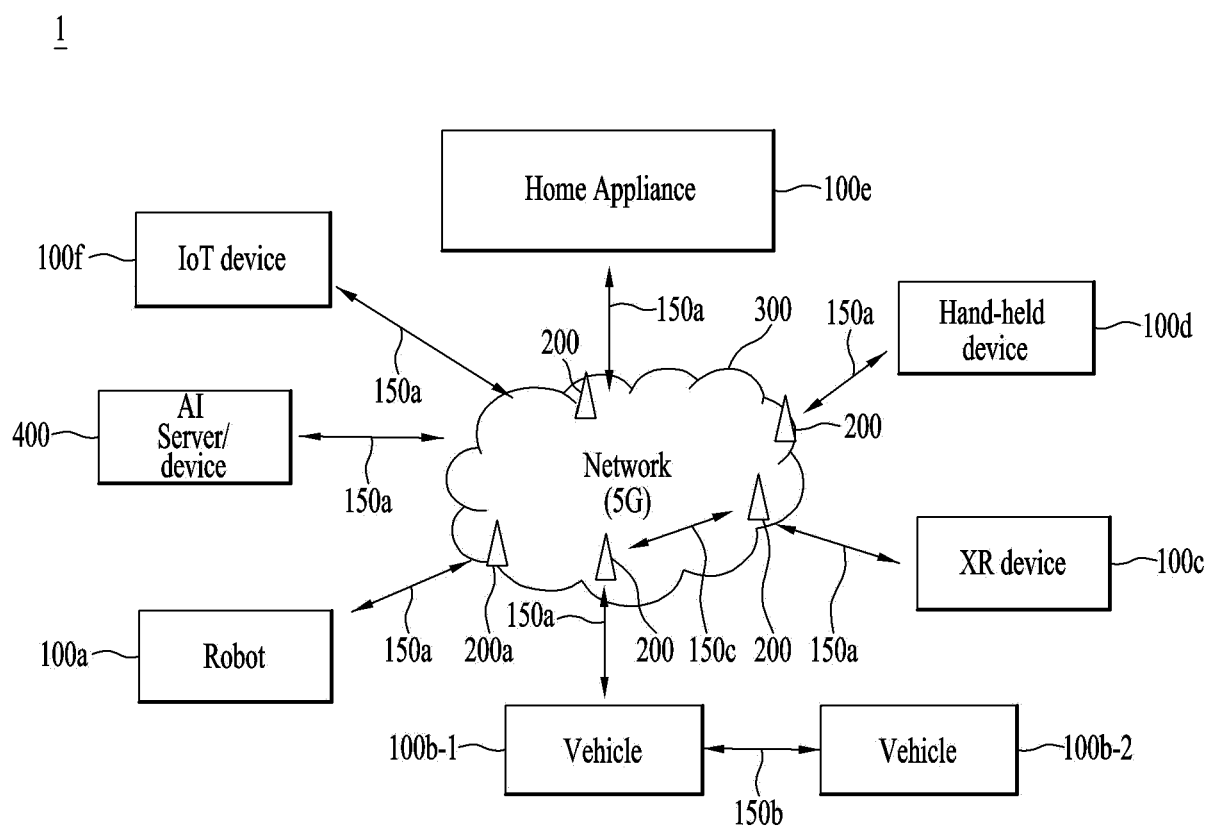 1
Home Appliance
100e
IoT device
100f
150a
300
150a
Hand-held
device
100d
200
150a
AI
Server/
device
400
200
150a
Network
(5G)
XR device
100c
150a
200
150c
200
150a
150a
200a
Robot
100a
100b-1
Vehicle
Vehicle
100b-2
150b